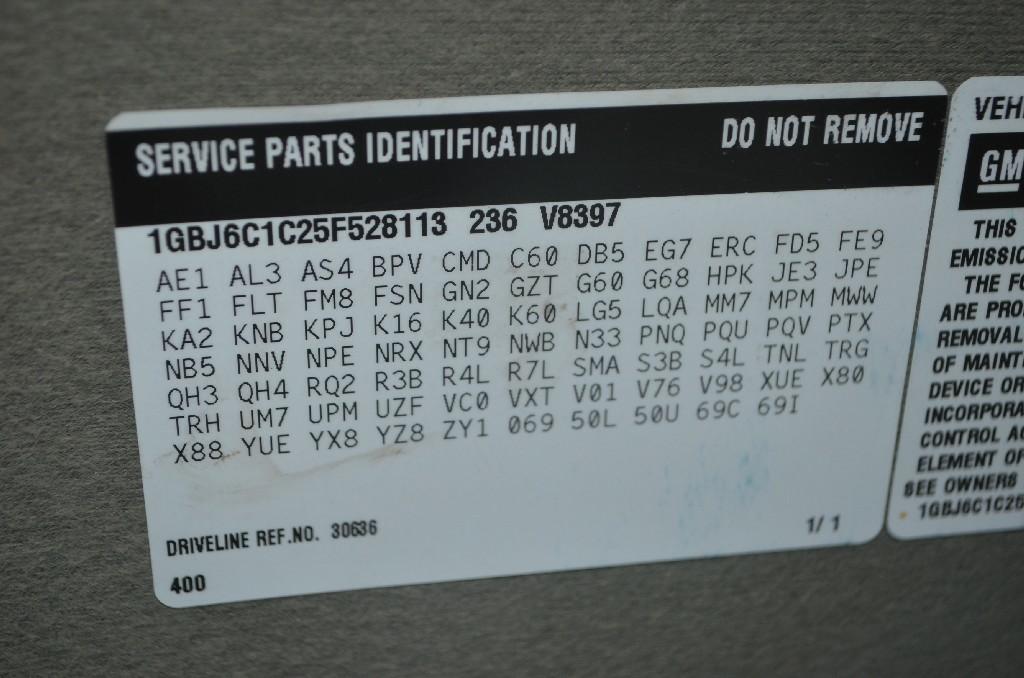 SERVICE PARTS IDENTIFICATION DO NOT REMOVE
1GBJ6C1C25F528113 236 V8397
AE1 AL3 AS4 BPV CMD C60 DB5 EG7 ERC FD5 FE9
FF1 FLT FM8 FSN GN2 GZT G60 G68 HPK JE3 JPE
KA2 KNB KPJ K16 K40 K60 LG5 LQA MM7 MPM MWW
NB5 NNV NPE NRX NT9 NWB N33 PNQ PQU PQV PTX
QH3 QH4 RQ2 R3B R4L R7L SMA S3B S4L TNL TRG
TRH UM7 UPM UZF VC0 VXT V01 V76 V98 XUE X80
X88 YUE YX8 YZ8 ZY1 069 50L 50U 69C 69I
DRIVELINE REF.NO. 30636
1/1
400
VEHI
GM
THIS
EMISSIO
THE FO
ARE PRO
REMOVAL
OF MAINT
DEVICE OR
INCORPORA
CONTROL AC
ELEMENT OF
SEE OWNERS
1GBJ6C1C25